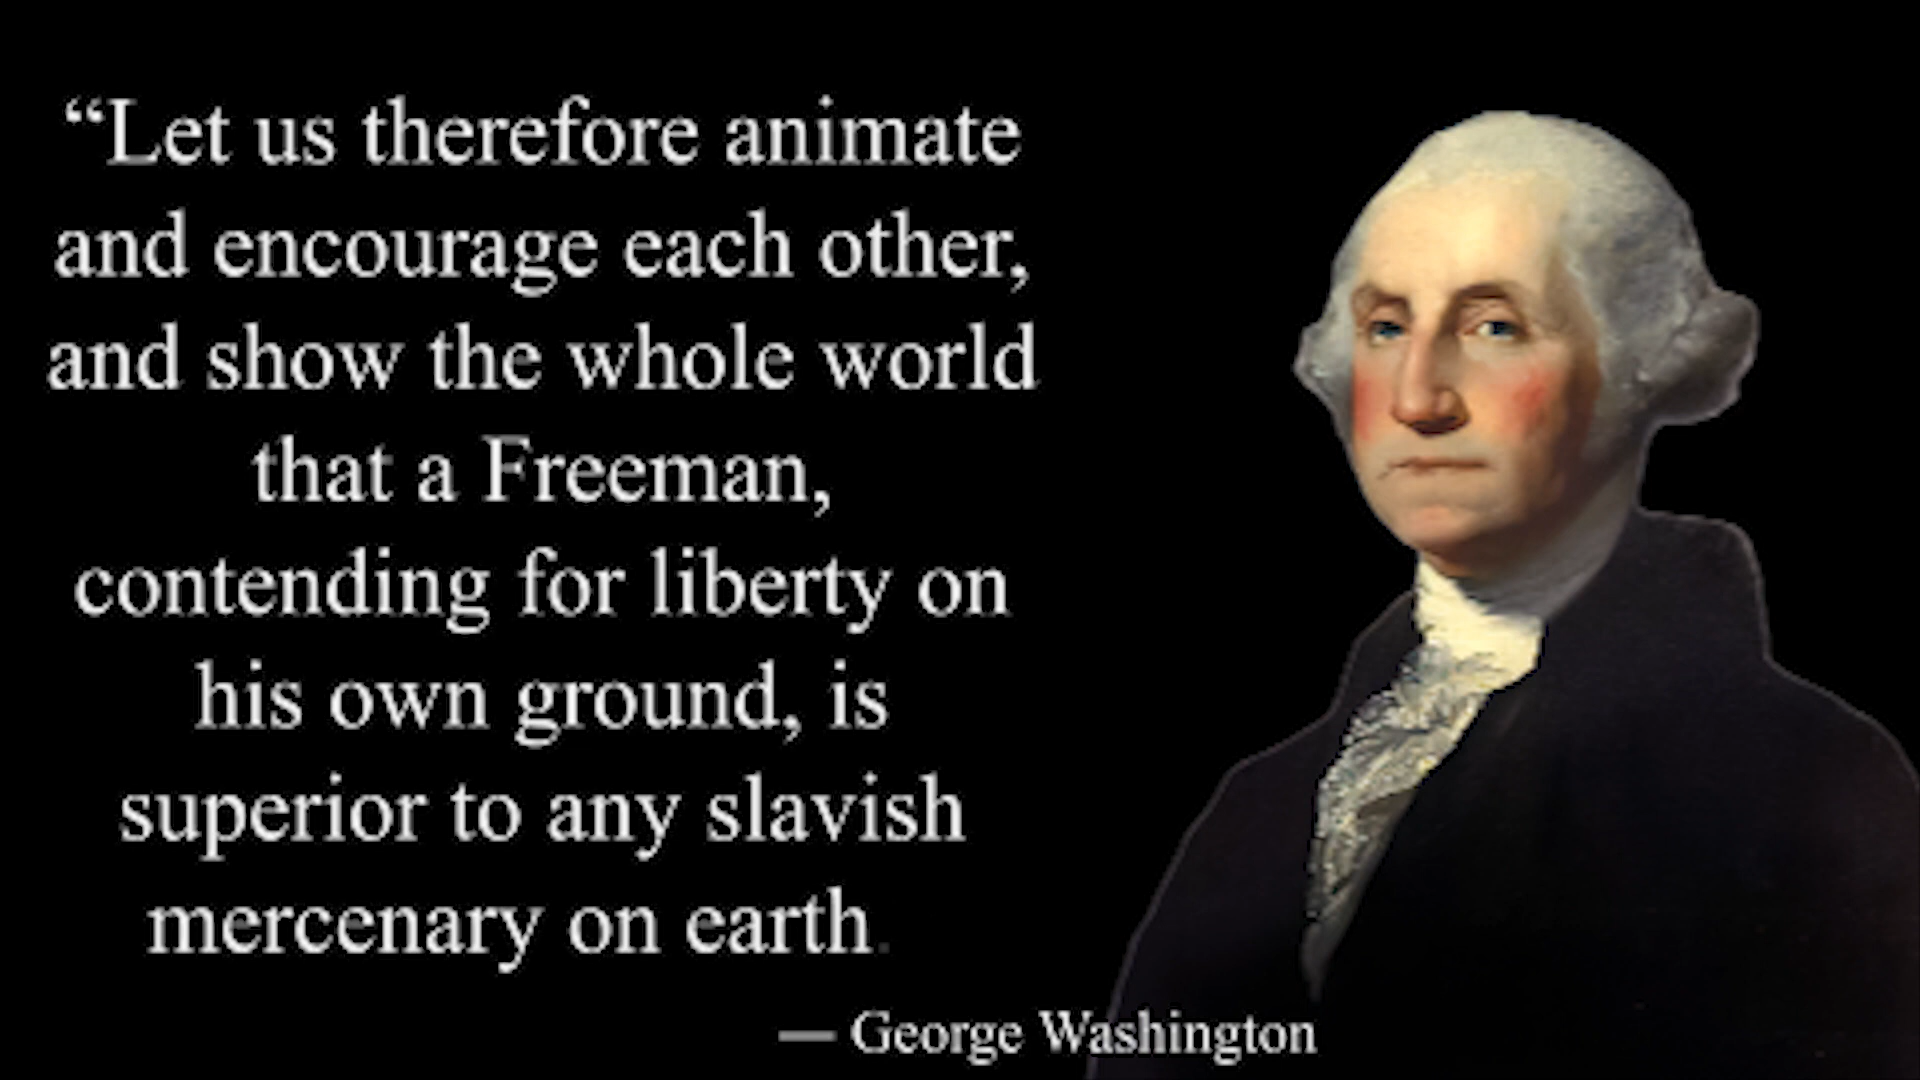 “Let us therefore animate
and encourage each other,
and show the whole world
that a Freeman,
contending for liberty on
his own ground, is
superior to any slavish
mercenary on earth.
— George Washington